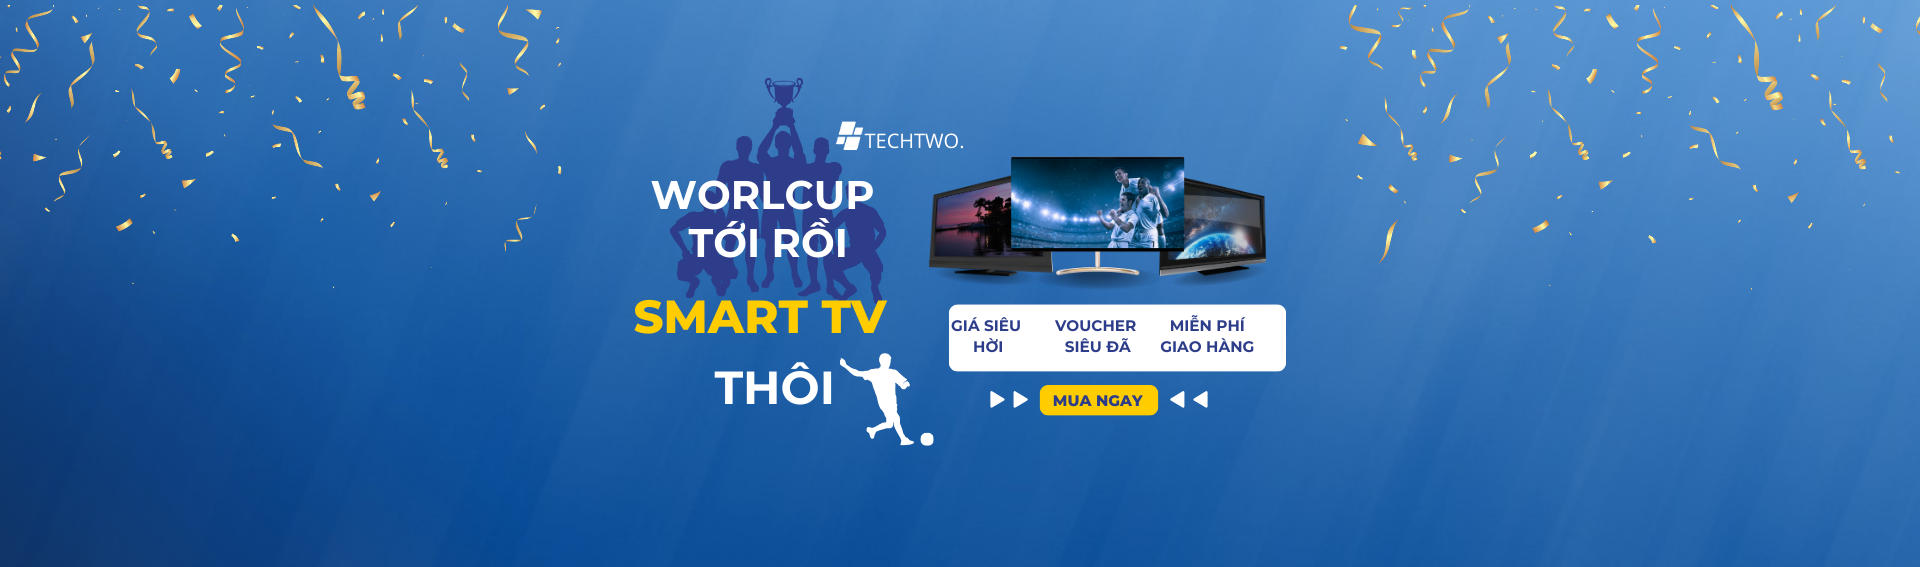 TECHTWO.
WORLCUP
TỚI RỒI
SMART TV
THÔI
GIÁ SIÊU
HỜI
VOUCHER
SIÊU ĐÃ
MIỄN PHÍ
GIAO HÀNG
MUA NGAY